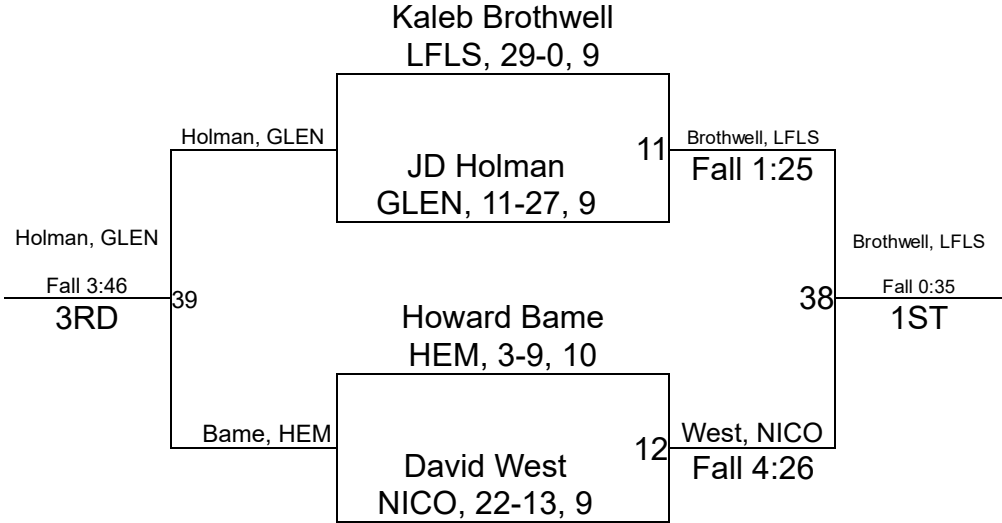 Kaleb Brothwell
LFLS, 29-0, 9
Holman, GLEN
11
Brothwell, LFLS
JD Holman
Fall 1:25
GLEN, 11-27, 9
Holman, GLEN
Brothwell, LFLS
Fall 3:46
39
38
Fall 0:35
3RD
1ST
Howard Bame
HEM, 3-9, 10
Bame, HEM
12
West, NICO
David West
Fall 4:26
NICO, 22-13, 9